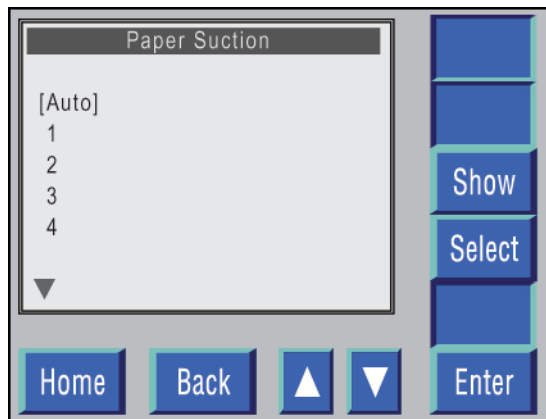 Paper Suction
[Auto]
1
2
3
4
Show
Select
Home
Back
Enter